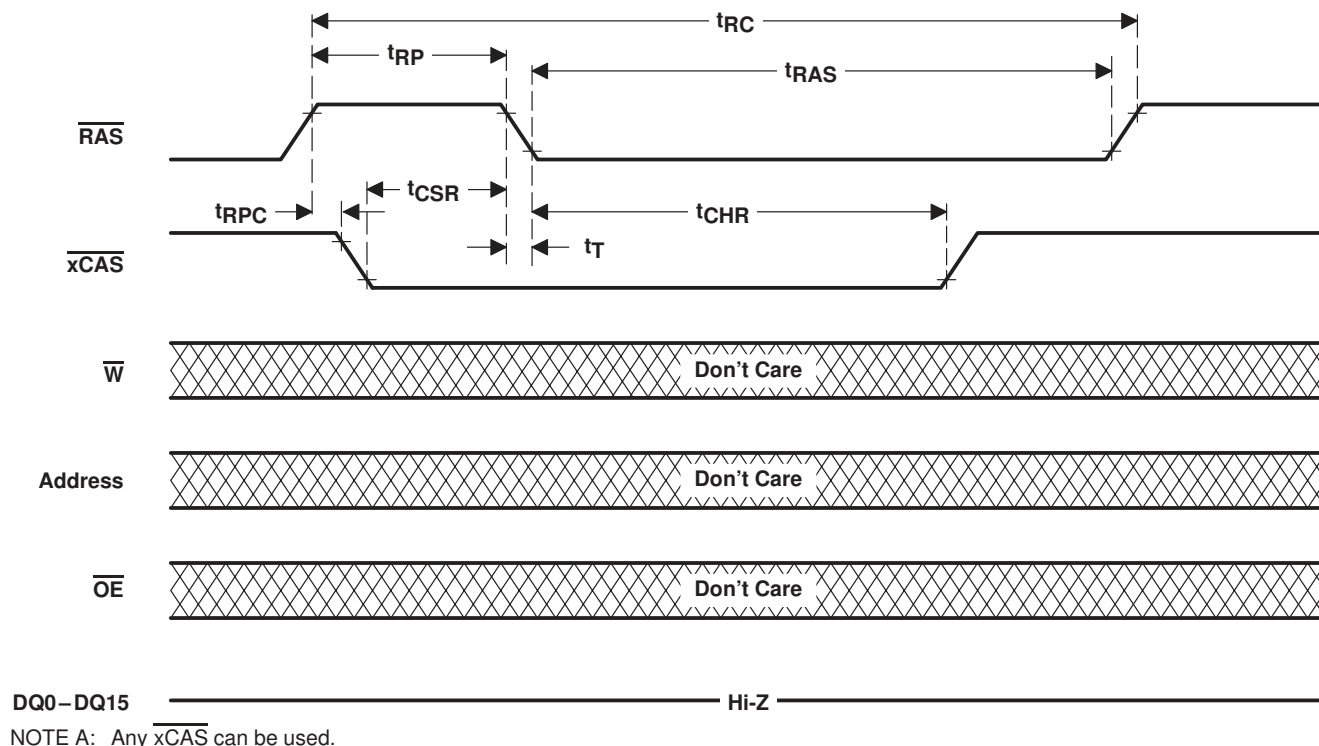 tRC
tRP
tRAS
RAS
tCSR
tRPC
tCHR
xCAS
tT
W
Don't Care
Address
Don't Care
OE
Don't Care
DQ0–DQ15
Hi-Z
NOTE A: Any xCAS can be used.